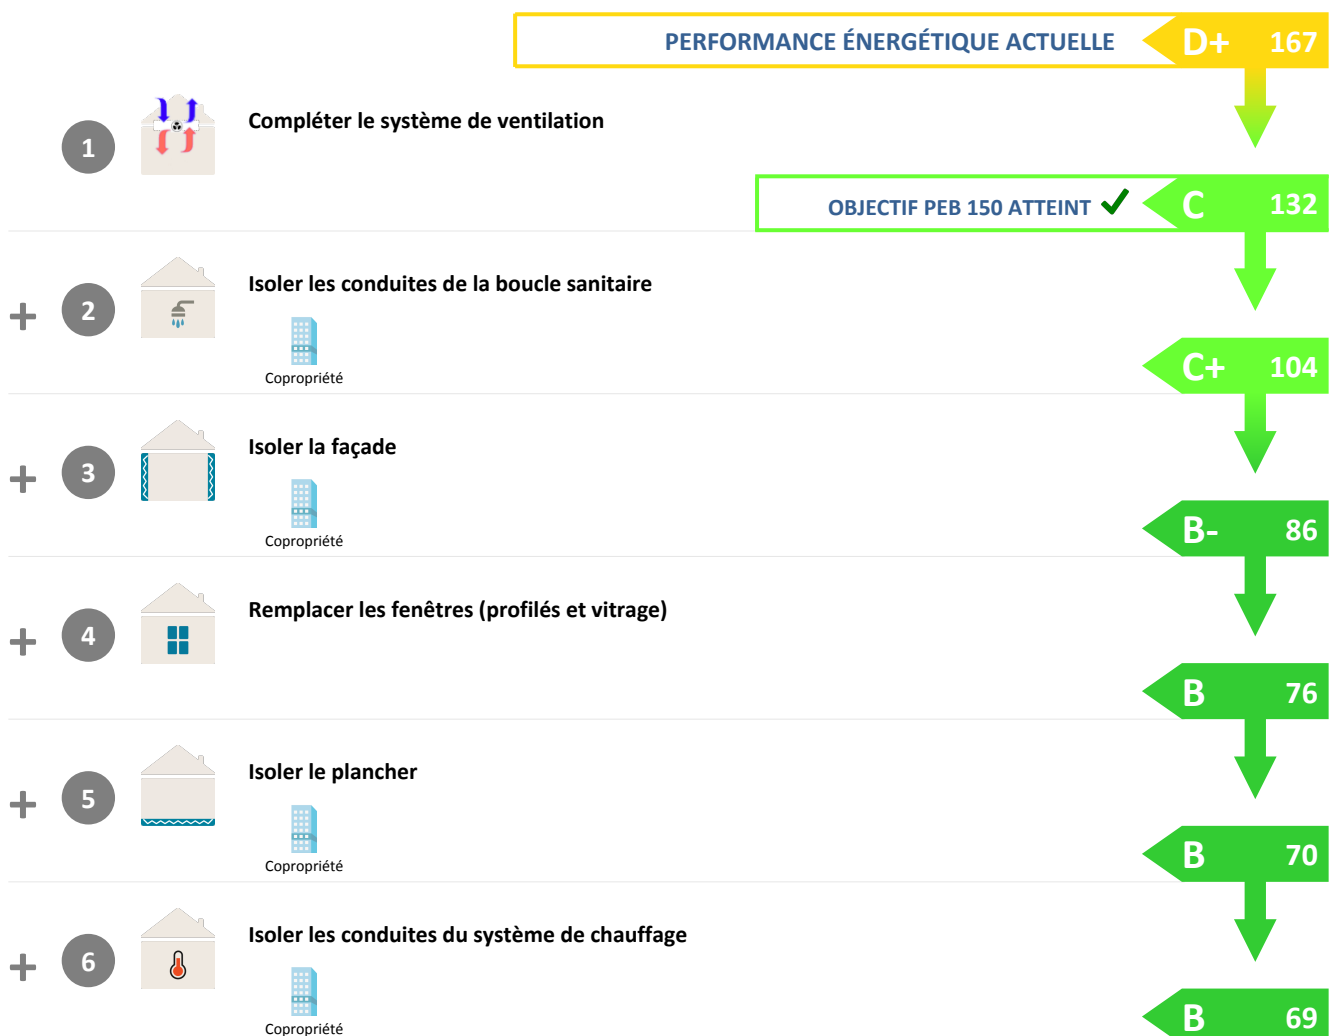 PERFORMANCE ÉNERGÉTIQUE ACTUELLE D+ 167
1 Compléter le système de ventilation
OBJECTIF PEB 150 ATTEINT ✓ C 132
+ 2 Isoler les conduites de la boucle sanitaire
Copropriété
C+ 104
+ 3 Isoler la façade
Copropriété
B- 86
+ 4 Remplacer les fenêtres (profilés et vitrage)
B 76
+ 5 Isoler le plancher
Copropriété
B 70
+ 6 Isoler les conduites du système de chauffage
Copropriété
B 69